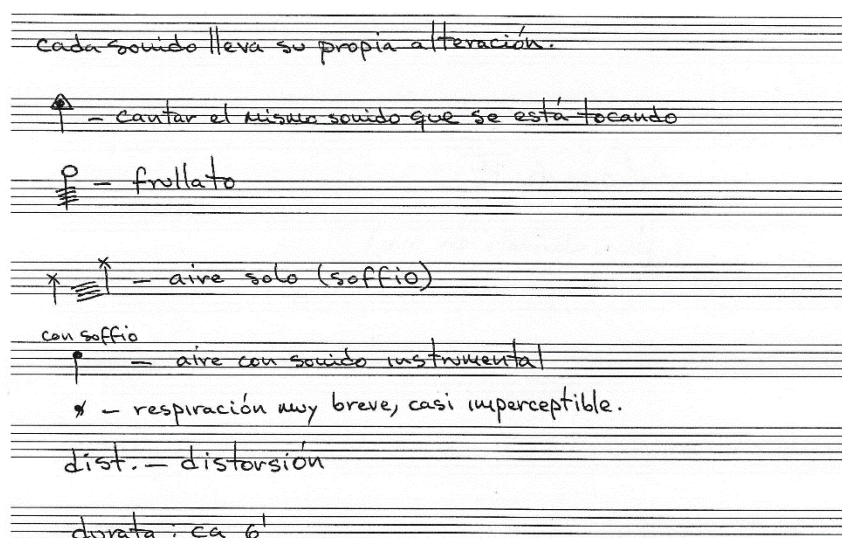 cada sonido lleva su propia alteración.
– cantar el mismo sonido que se está tocando
– frullato
– aire solo (soffio)
con soffio
– aire con sonido instrumental
– respiración muy breve, casi imperceptible.
dist. – distorsión
durata: ca 6'